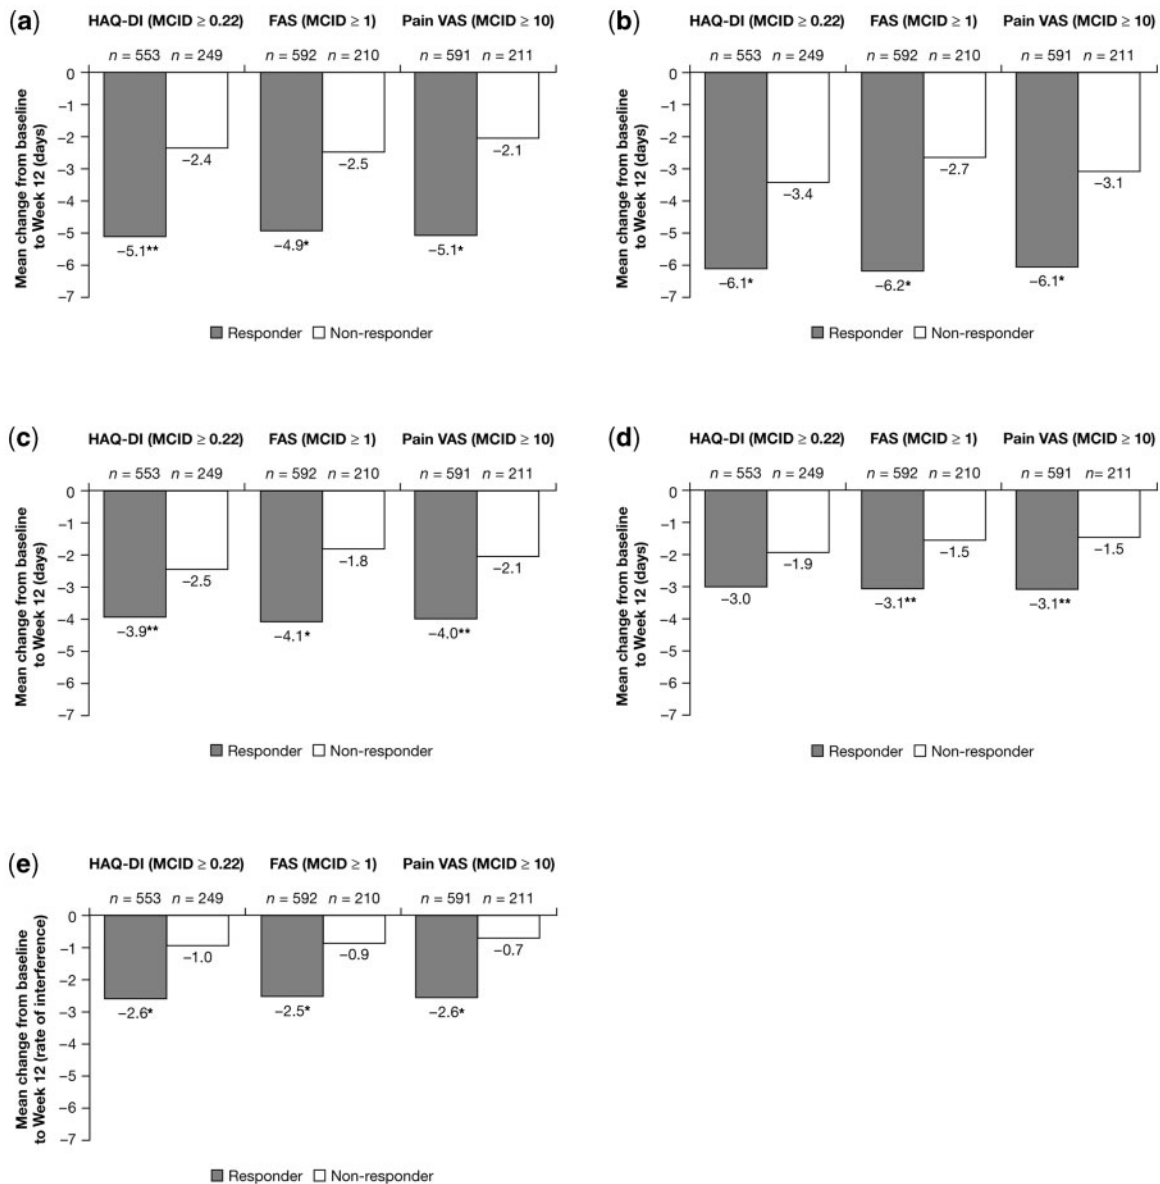 (a) HAQ-DI (MCID ≥ 0.22) FAS (MCID ≥ 1) Pain VAS (MCID ≥ 10)
n = 553 n = 249 n = 592 n = 210 n = 591 n = 211
Mean change from baseline
to Week 12 (days)
0
−1
−2
−3
−4
−5
−6
−7
−5.1** −2.4 −4.9* −2.5 −5.1* −2.1
Responder Non-responder
(b) HAQ-DI (MCID ≥ 0.22) FAS (MCID ≥ 1) Pain VAS (MCID ≥ 10)
n = 553 n = 249 n = 592 n = 210 n = 591 n = 211
Mean change from baseline
to Week 12 (days)
0
−1
−2
−3
−4
−5
−6
−7
−6.1* −3.4 −6.2* −2.7 −6.1* −3.1
Responder Non-responder
(c) HAQ-DI (MCID ≥ 0.22) FAS (MCID ≥ 1) Pain VAS (MCID ≥ 10)
n = 553 n = 249 n = 592 n = 210 n = 591 n = 211
Mean change from baseline
to Week 12 (days)
0
−1
−2
−3
−4
−5
−6
−7
−3.9** −2.5 −4.1* −1.8 −4.0** −2.1
Responder Non-responder
(d) HAQ-DI (MCID ≥ 0.22) FAS (MCID ≥ 1) Pain VAS (MCID ≥ 10)
n = 553 n = 249 n = 592 n = 210 n = 591 n= 211
Mean change from baseline
to Week 12 (days)
0
−1
−2
−3
−4
−5
−6
−7
−3.0 −1.9 −3.1** −1.5 −3.1** −1.5
Responder Non-responder
(e) HAQ-DI (MCID ≥ 0.22) FAS (MCID ≥ 1) Pain VAS (MCID ≥ 10)
n = 553 n = 249 n = 592 n = 210 n = 591 n = 211
Mean change from baseline
to Week 12 (rate of interference)
0
−1
−2
−3
−4
−5
−6
−7
−2.6* −1.0 −2.5* −0.9 −2.6* −0.7
Responder Non-responder